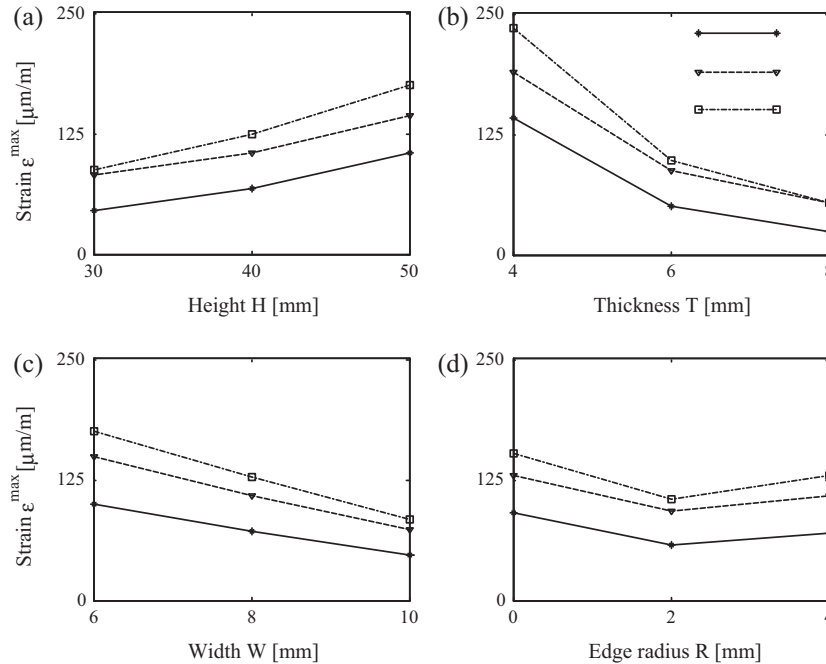 (a)
250
125
0
Strain ε^max [μm/m]
30 40 50
Height H [mm]
(b)
250
125
0
4 6
Thickness T [mm]
(c)
250
125
0
Strain ε^max [μm/m]
6 8 10
Width W [mm]
(d)
250
125
0
0 2
Edge radius R [mm]